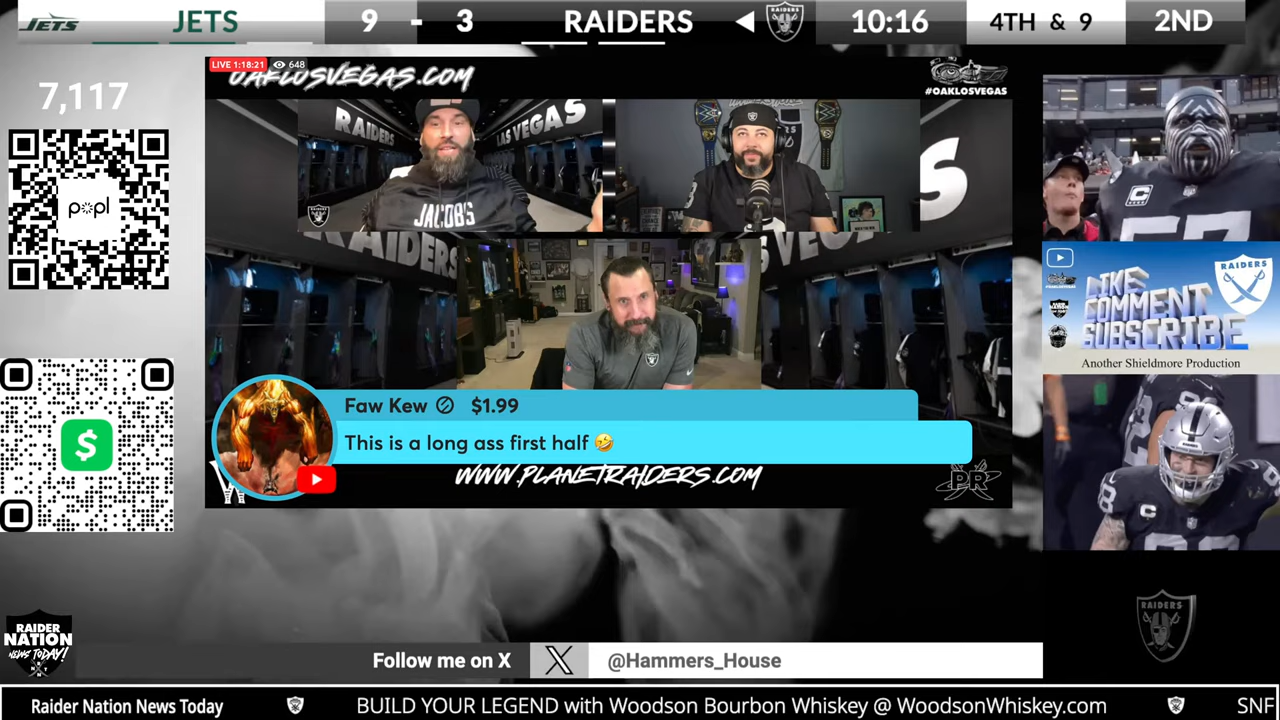 JETS
JETS
9 - 3
RAIDERS
10:16
4TH & 9
2ND
7,117
LIVE 1:18:21
648
OAKLOSVEGAS.COM
#OAKLOSVEGAS
RAIDERS
LAS VEGAS
JACOBS
RAIDERS
popl
C
57
RAIDERS
LIKE
COMMENT
SUBSCRIBE
Another Shieldmore Production
Faw Kew $1.99
This is a long ass first half 🤣
WWW.PLANETRAIDERS.COM
PR
$
C
98
RAIDERS
RAIDER
NATION
NEWS TODAY!
Follow me on X
X
@Hammers_House
Raider Nation News Today
BUILD YOUR LEGEND with Woodson Bourbon Whiskey @ WoodsonWhiskey.com
SNF